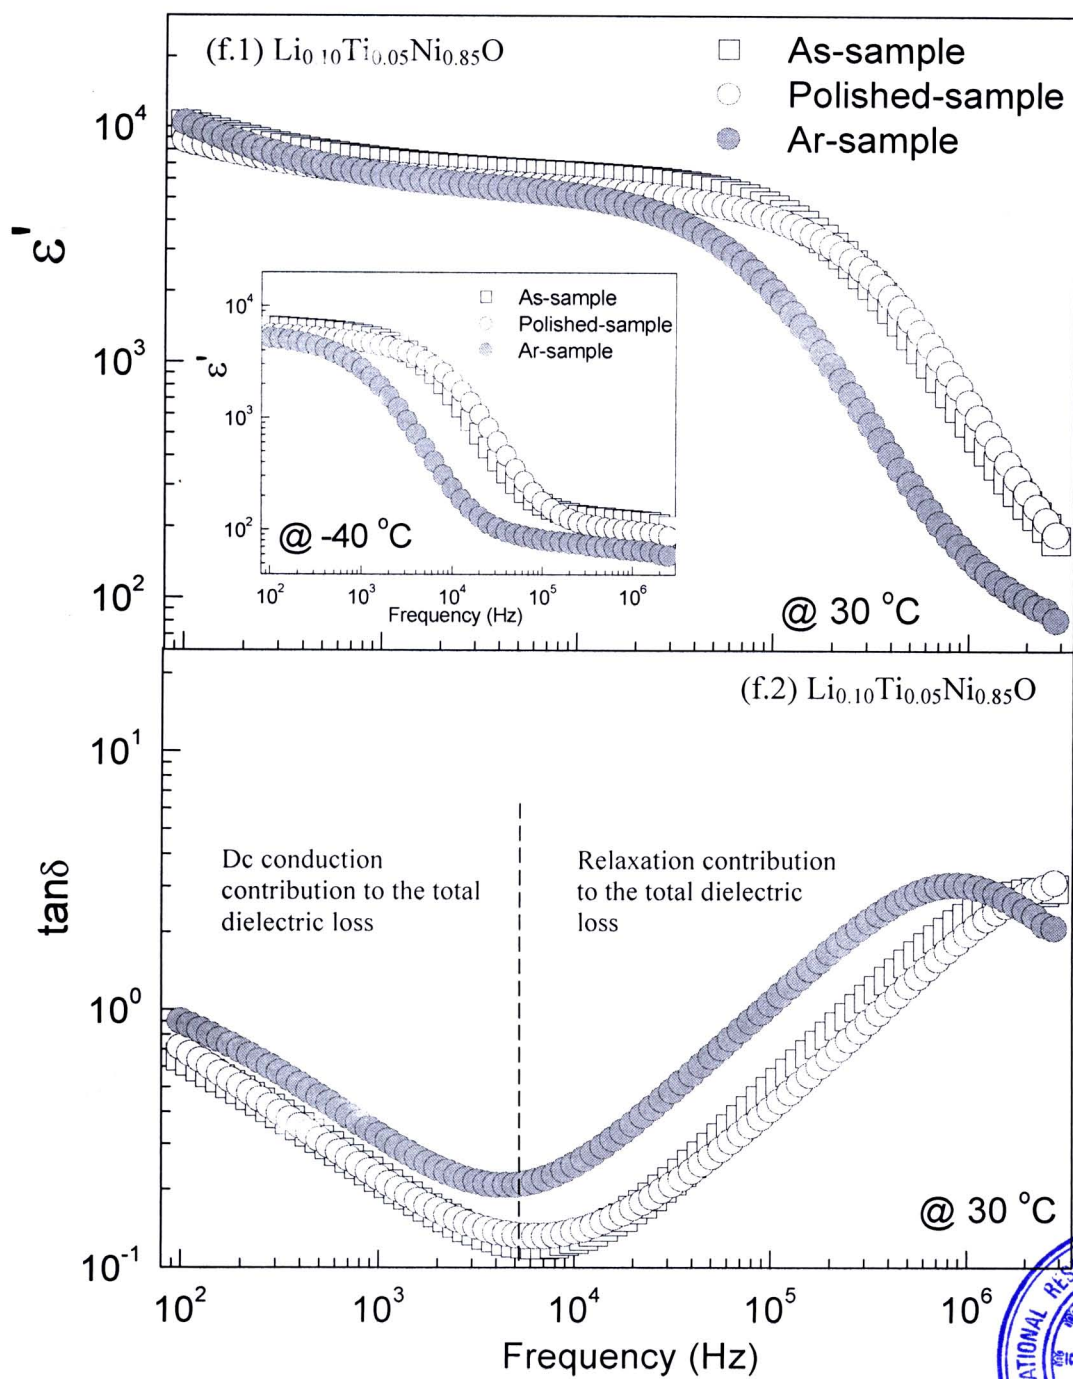 (f.1) Li0.10Ti0.05Ni0.85O
As-sample
Polished-sample
Ar-sample
10^4
ε'
10^3
10^2
As-sample
Polished-sample
Ar-sample
10^4
ε'
10^3
10^2
@ -40 °C
10^2 10^3 10^4 10^5 10^6
Frequency (Hz)
@ 30 °C
(f.2) Li0.10Ti0.05Ni0.85O
10^1
tanδ
Dc conduction
contribution to the total
dielectric loss
Relaxation contribution
to the total dielectric
loss
10^0
@ 30 °C
10^-1
10^2 10^3 10^4 10^5 10^6
Frequency (Hz)
ATIONAL RES